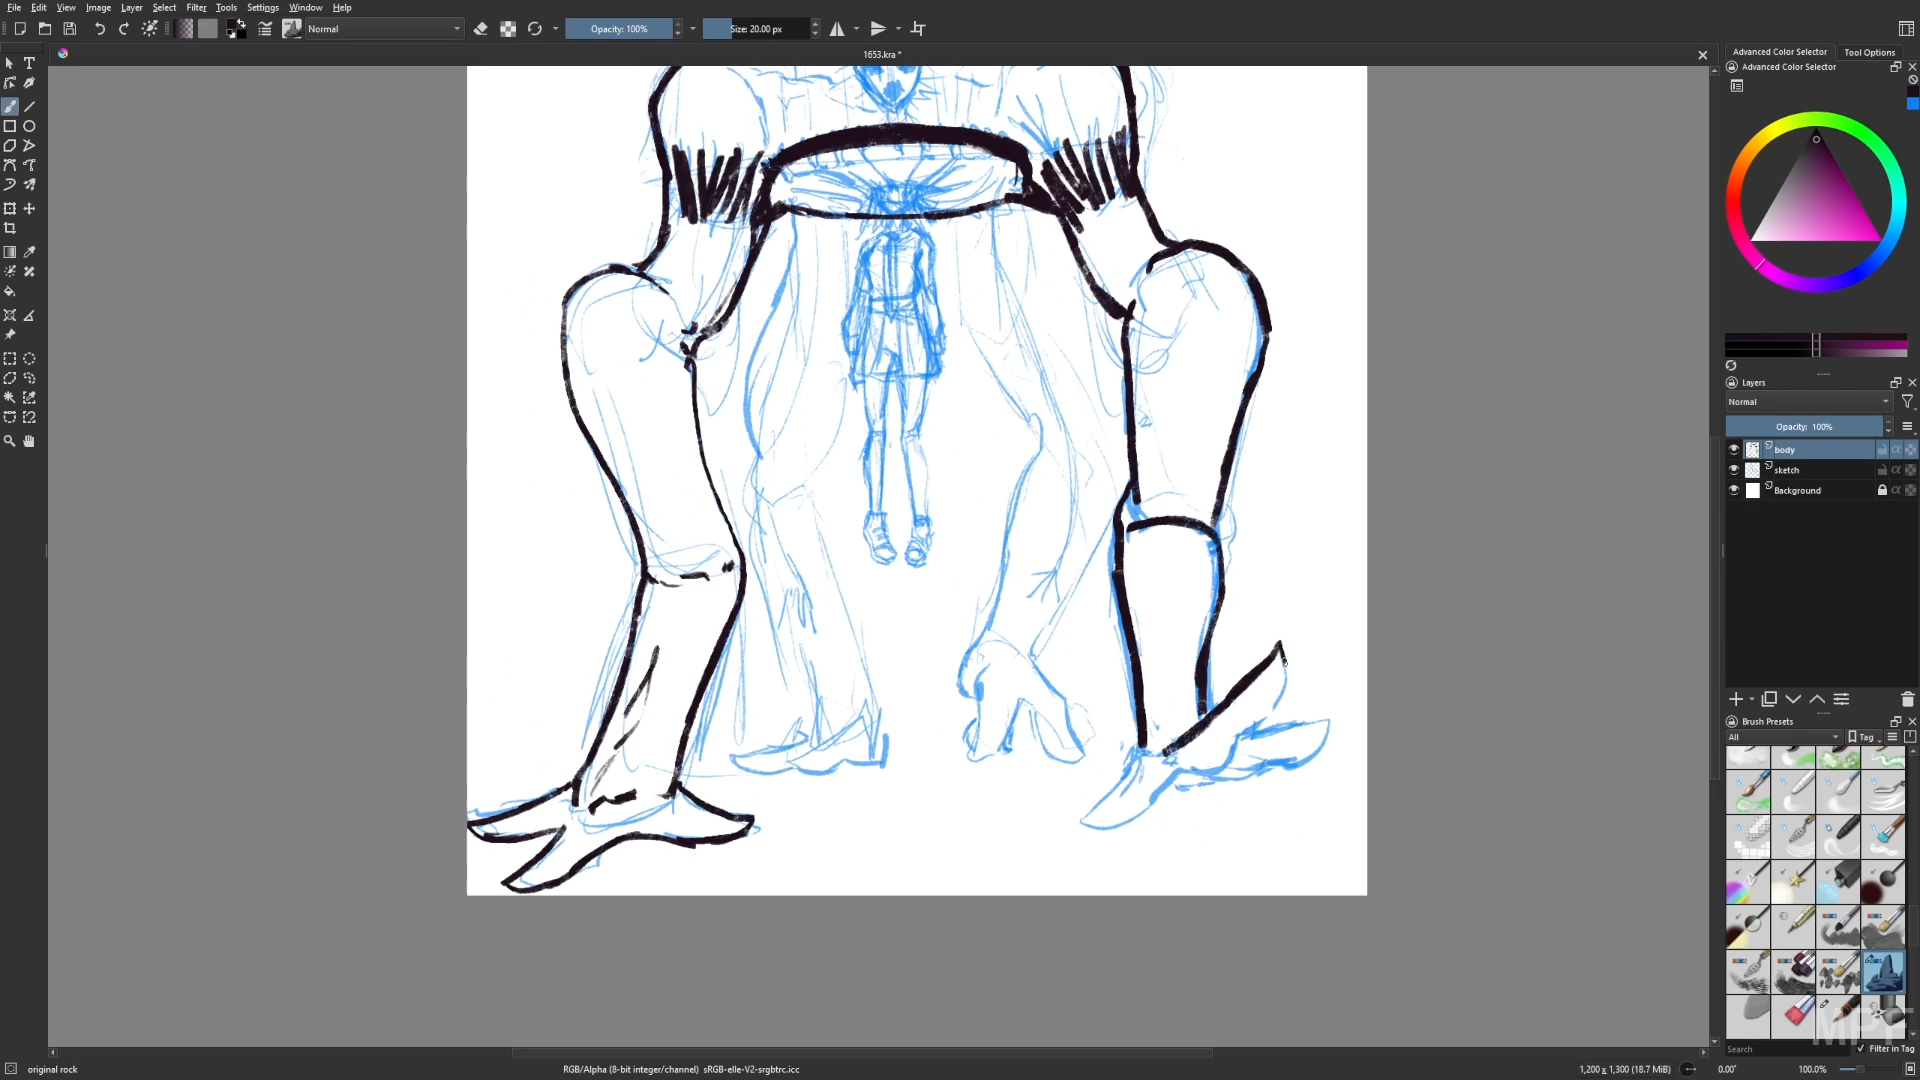 File Edit View Image Layer Select Filter Tools Settings Window Help
Normal Opacity: 100% Size: 20.00 px
1653.kra *
Advanced Color Selector Tool Options
Advanced Color Selector
Layers
Normal
Opacity: 100%
body
sketch
Background
Brush Presets
All Tag
Search Filter in Tag
MPF
original rock RGB/Alpha (8-bit integer/channel) sRGB-elle-V2-srgbtrc.icc 1,200 x 1,300 (18.7 MiB) 0.00° 100.0%